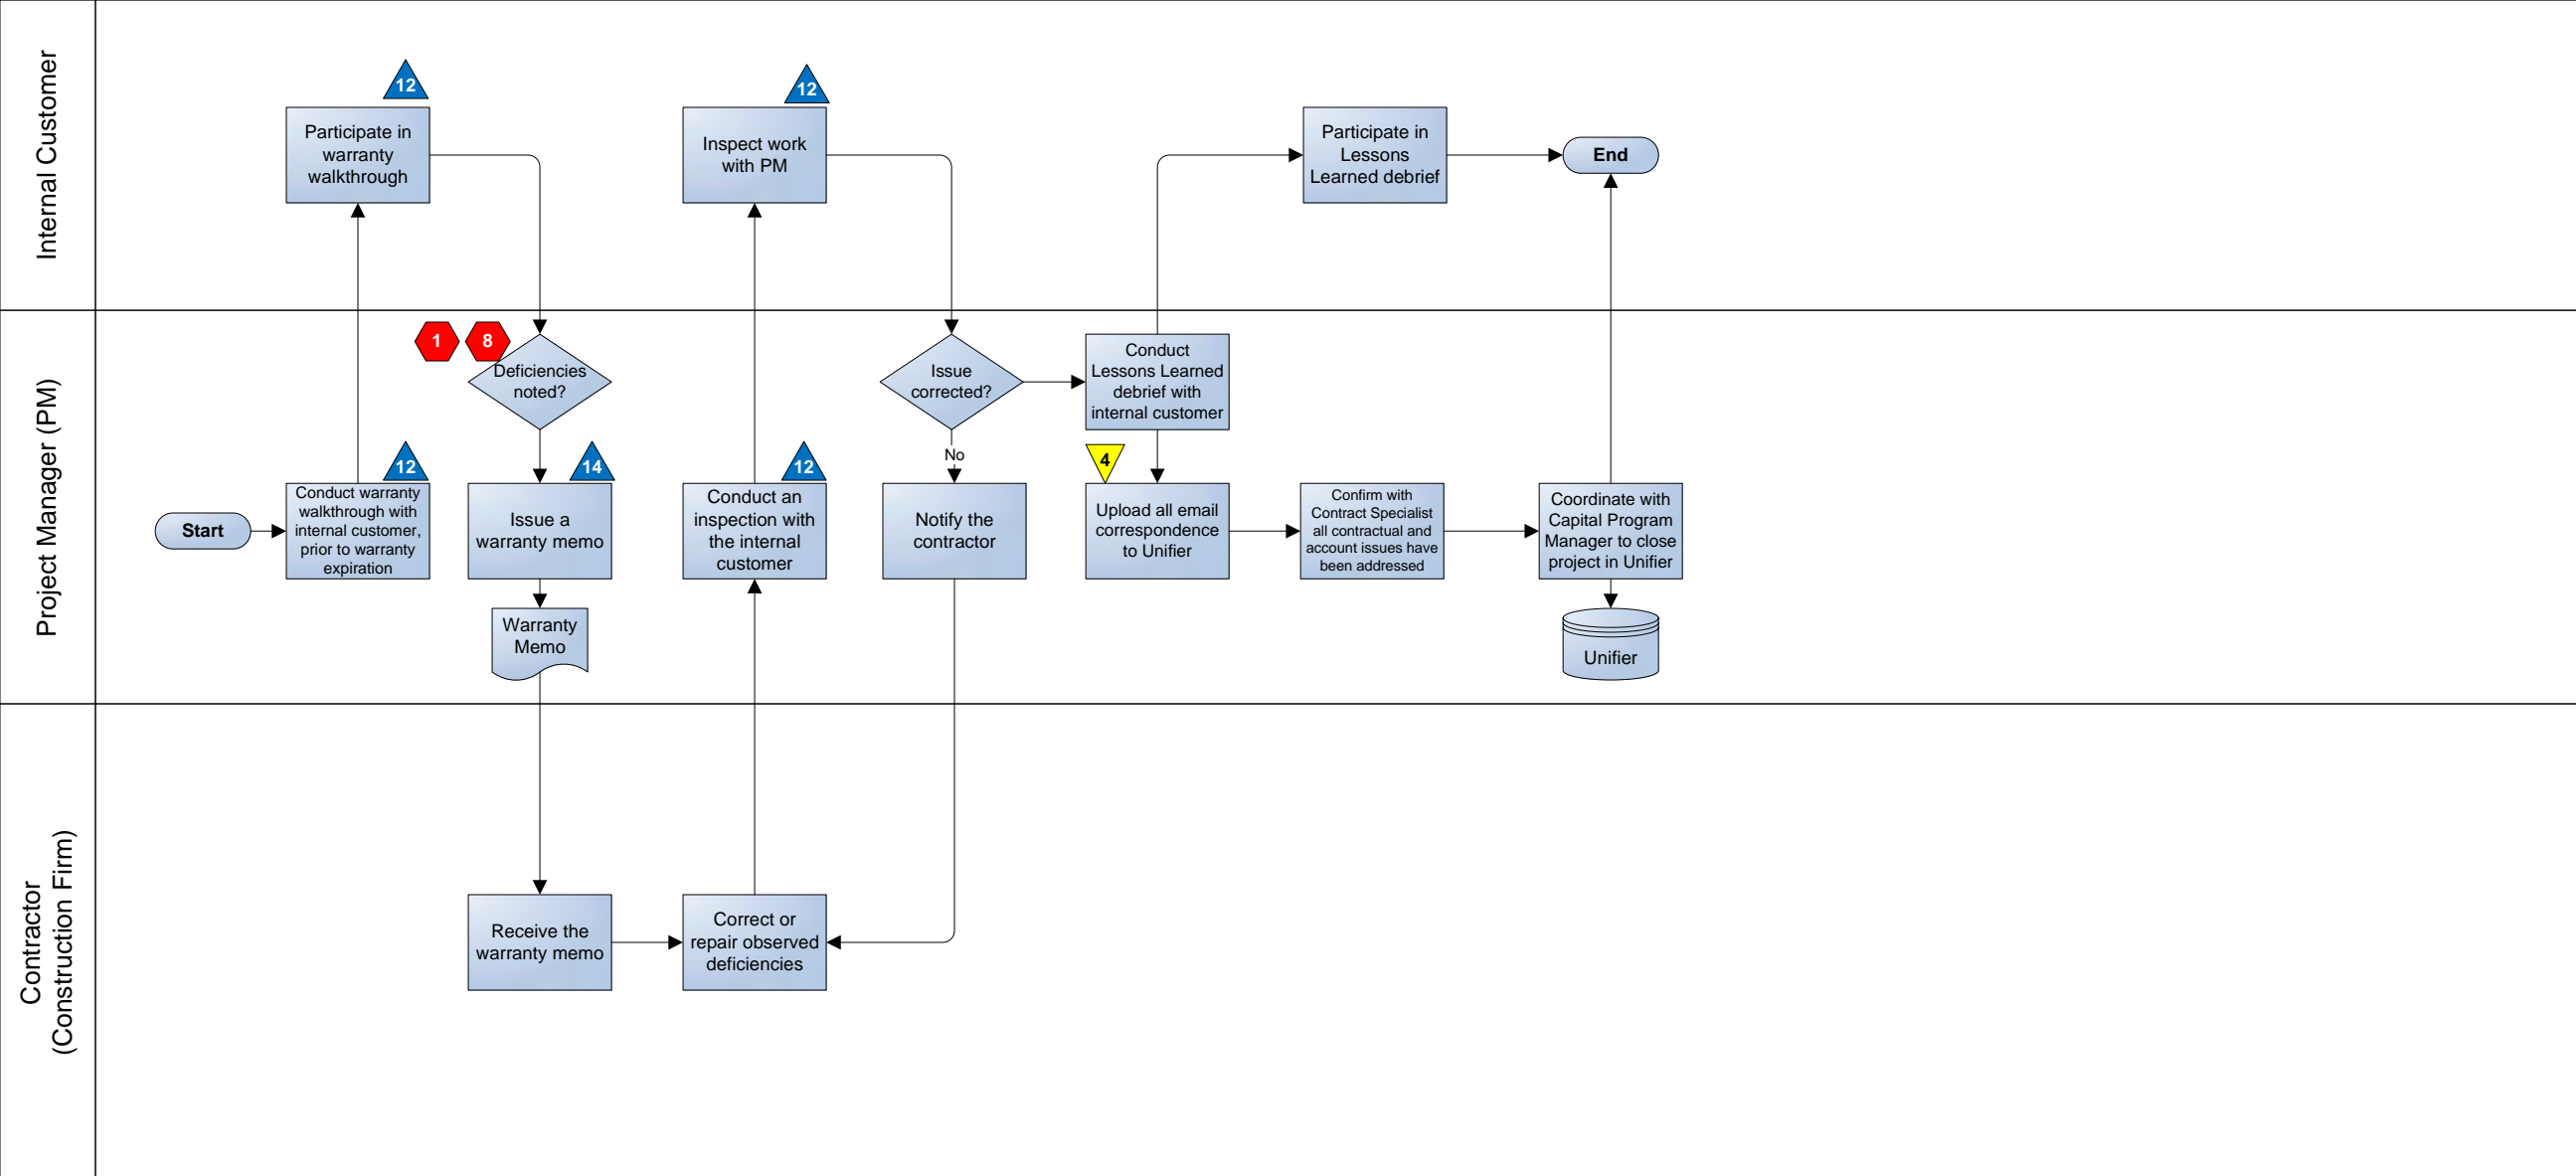 Internal Customer
12
Participate in
warranty
walkthrough
12
Inspect work
with PM
Participate in
Lessons
Learned debrief
End
Project Manager (PM)
Start
12
Conduct warranty
walkthrough with
internal customer,
prior to warranty
expiration
1
8
Deficiencies
noted?
14
Issue a
warranty memo
Warranty
Memo
12
Conduct an
inspection with
the internal
customer
Issue
corrected?
No
Notify the
contractor
Conduct
Lessons Learned
debrief with
internal customer
4
Upload all email
correspondence
to Unifier
Confirm with
Contract Specialist
all contractual and
account issues have
been addressed
Coordinate with
Capital Program
Manager to close
project in Unifier
Unifier
Contractor
(Construction Firm)
Receive the
warranty memo
Correct or
repair observed
deficiencies